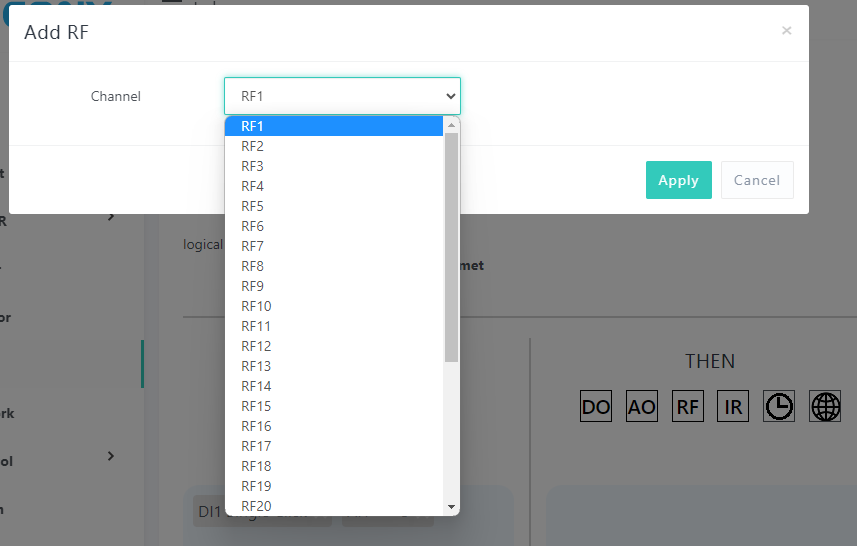 Add RF
×
Channel
RF1
RF1
RF2
RF3
RF4
RF5
RF6
RF7
RF8
RF9
RF10
RF11
RF12
RF13
RF14
RF15
RF16
RF17
RF18
RF19
RF20
Apply
Cancel
logical
met
THEN
DO AO RF IR
DI1